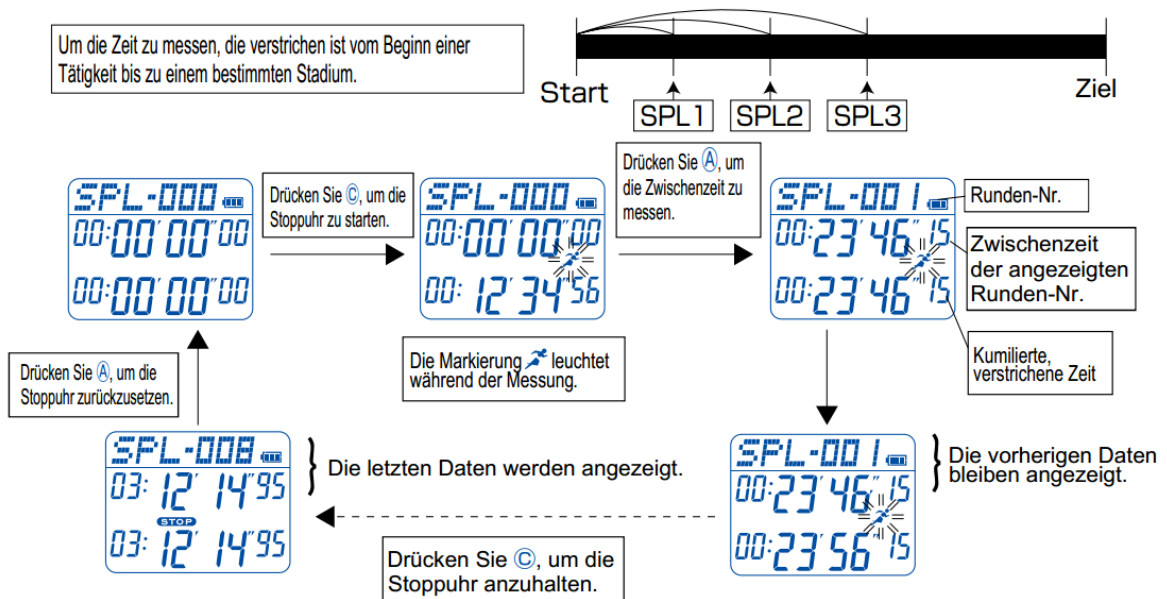 Um die Zeit zu messen, die verstrichen ist vom Beginn einer
Tätigkeit bis zu einem bestimmten Stadium.
Start
Ziel
SPL1
SPL2
SPL3
SPL-000
00:00'00"00
00:00'00"00
Drücken Sie Ⓒ, um die
Stoppuhr zu starten.
SPL-000
00:00'00"00
00:12'34"56
Drücken Sie Ⓐ, um
die Zwischenzeit zu
messen.
SPL-001
00:23'46"15
00:23'46"15
Runden-Nr.
Zwischenzeit
der angezeigten
Runden-Nr.
Kumilierte,
verstrichene Zeit
Die Markierung leuchtet
während der Messung.
Drücken Sie Ⓐ, um die
Stoppuhr zurückzusetzen.
SPL-008
03:12'14"95
STOP
03:12'14"95
Die letzten Daten werden angezeigt.
Drücken Sie Ⓒ, um die
Stoppuhr anzuhalten.
SPL-001
00:23'46"15
00:23'56"15
Die vorherigen Daten
bleiben angezeigt.